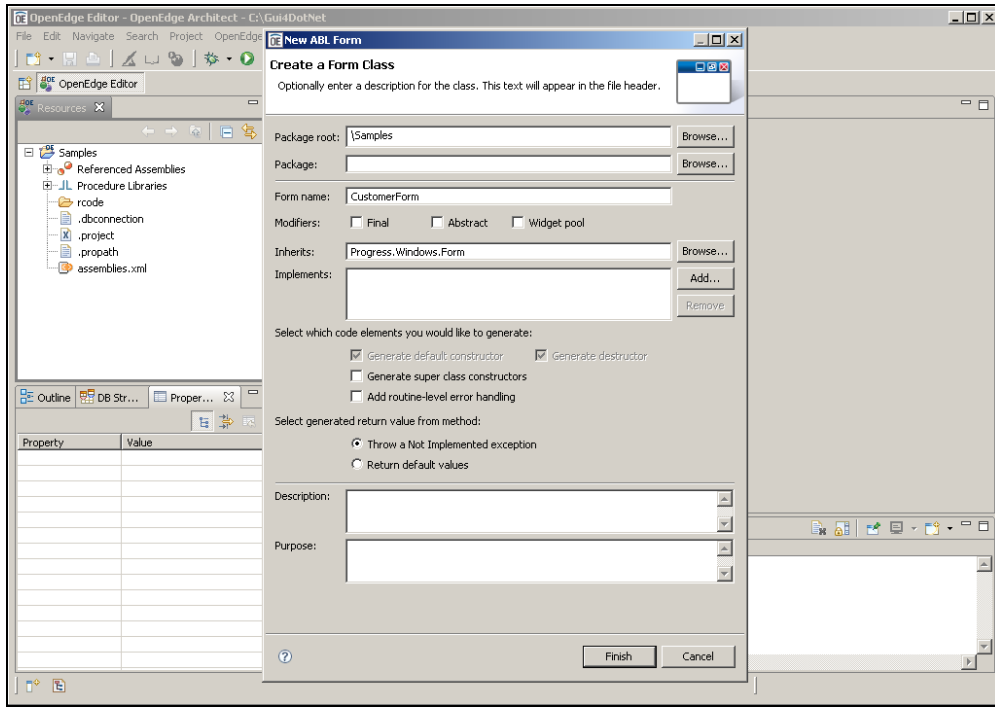 OpenEdge Editor - OpenEdge Architect - C:\Gui4DotNet
File Edit Navigate Search Project OpenEdge
OpenEdge Editor
Resources
Samples
Referenced Assemblies
Procedure Libraries
rcode
.dbconnection
.project
.propath
assemblies.xml
Outline DB Str... Proper...
Property Value
New ABL Form
Create a Form Class
Optionally enter a description for the class. This text will appear in the file header.
Package root: \Samples Browse...
Package: Browse...
Form name: CustomerForm
Modifiers: Final Abstract Widget pool
Inherits: Progress.Windows.Form Browse...
Implements: Add...
Remove
Select which code elements you would like to generate:
Generate default constructor Generate destructor
Generate super class constructors
Add routine-level error handling
Select generated return value from method:
Throw a Not Implemented exception
Return default values
Description:
Purpose:
Finish Cancel